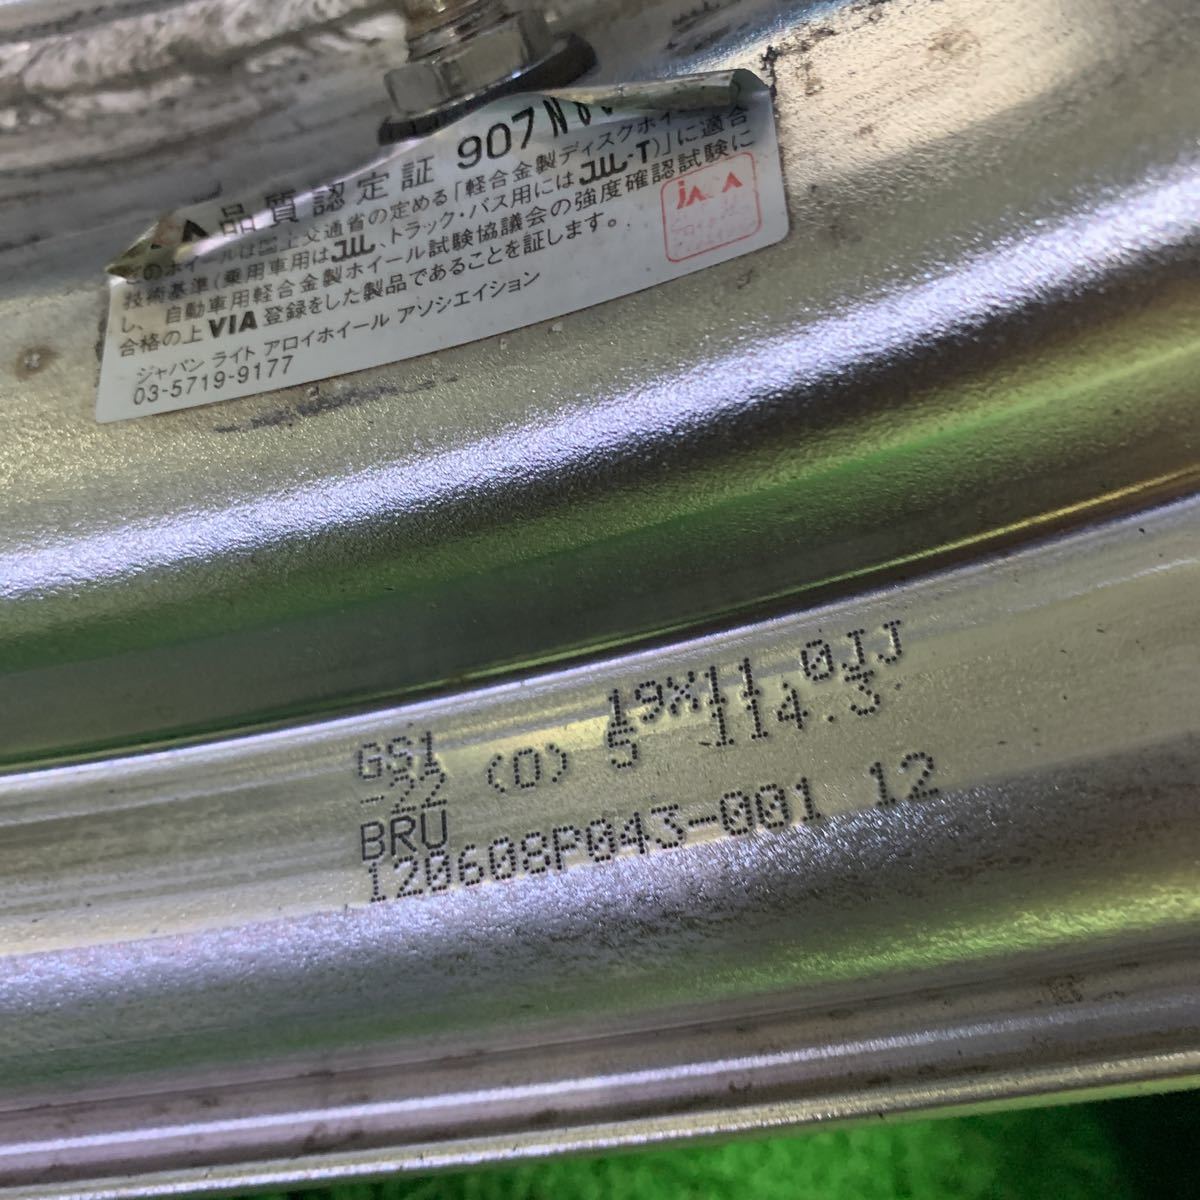 品質認定証 907N
このホイールは国土交通省の定める「軽合金製ディスクホイール
技術基準(乗用車用はJWL、トラック・バス用にはJWL-T)」に適合
し、自動車用軽合金製ホイール試験協議会の強度確認試験に
合格の上VIA登録をした製品であることを証します。
ジャパン ライト アロイホイール アソシエイション
03-5719-9177
GS1 19X11.0JJ
-22 (0) 5 114.3
BRU
120608P043-001 12